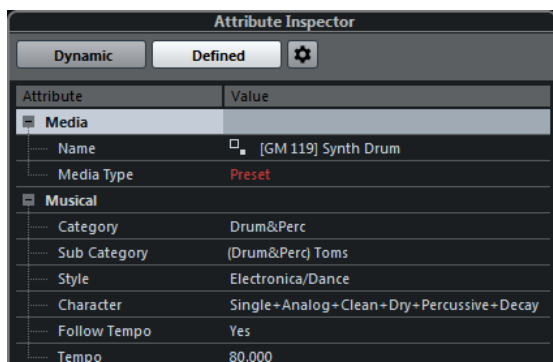 Attribute Inspector
Dynamic Defined
Attribute Value
Media
Name [GM 119] Synth Drum
Media Type Preset
Musical
Category Drum&Perc
Sub Category (Drum&Perc) Toms
Style Electronica/Dance
Character Single+Analog+Clean+Dry+Percussive+Decay
Follow Tempo Yes
Tempo 80.000